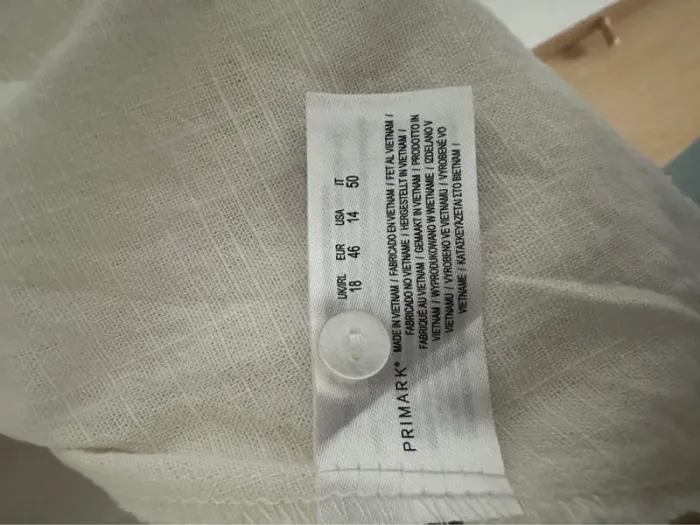 UK/IRL EUR USA IT
18 46 14 50
PRIMARK® MADE IN VIETNAM / FABRICADO EN VIETNAM / FET AL VIETNAM /
FABRICADO NO VIETNAME / HERGESTELLT IN VIETNAM /
FABRIQUÉ AU VIETNAM / GEMAAKT IN VIETNAM / PRODOTTO IN
VIETNAM / WYPRODUKOWANO W WIETNAMIE / IZDELANO V
VIETNAMU / VYROBENO VE VIETNAMU / VYROBENÉ VO
VIETNAME / ΚΑΤΑΣΚΕΥΑΖΕΤΑΙ ΣΤΟ ΒΙΕΤΝΑΜ /